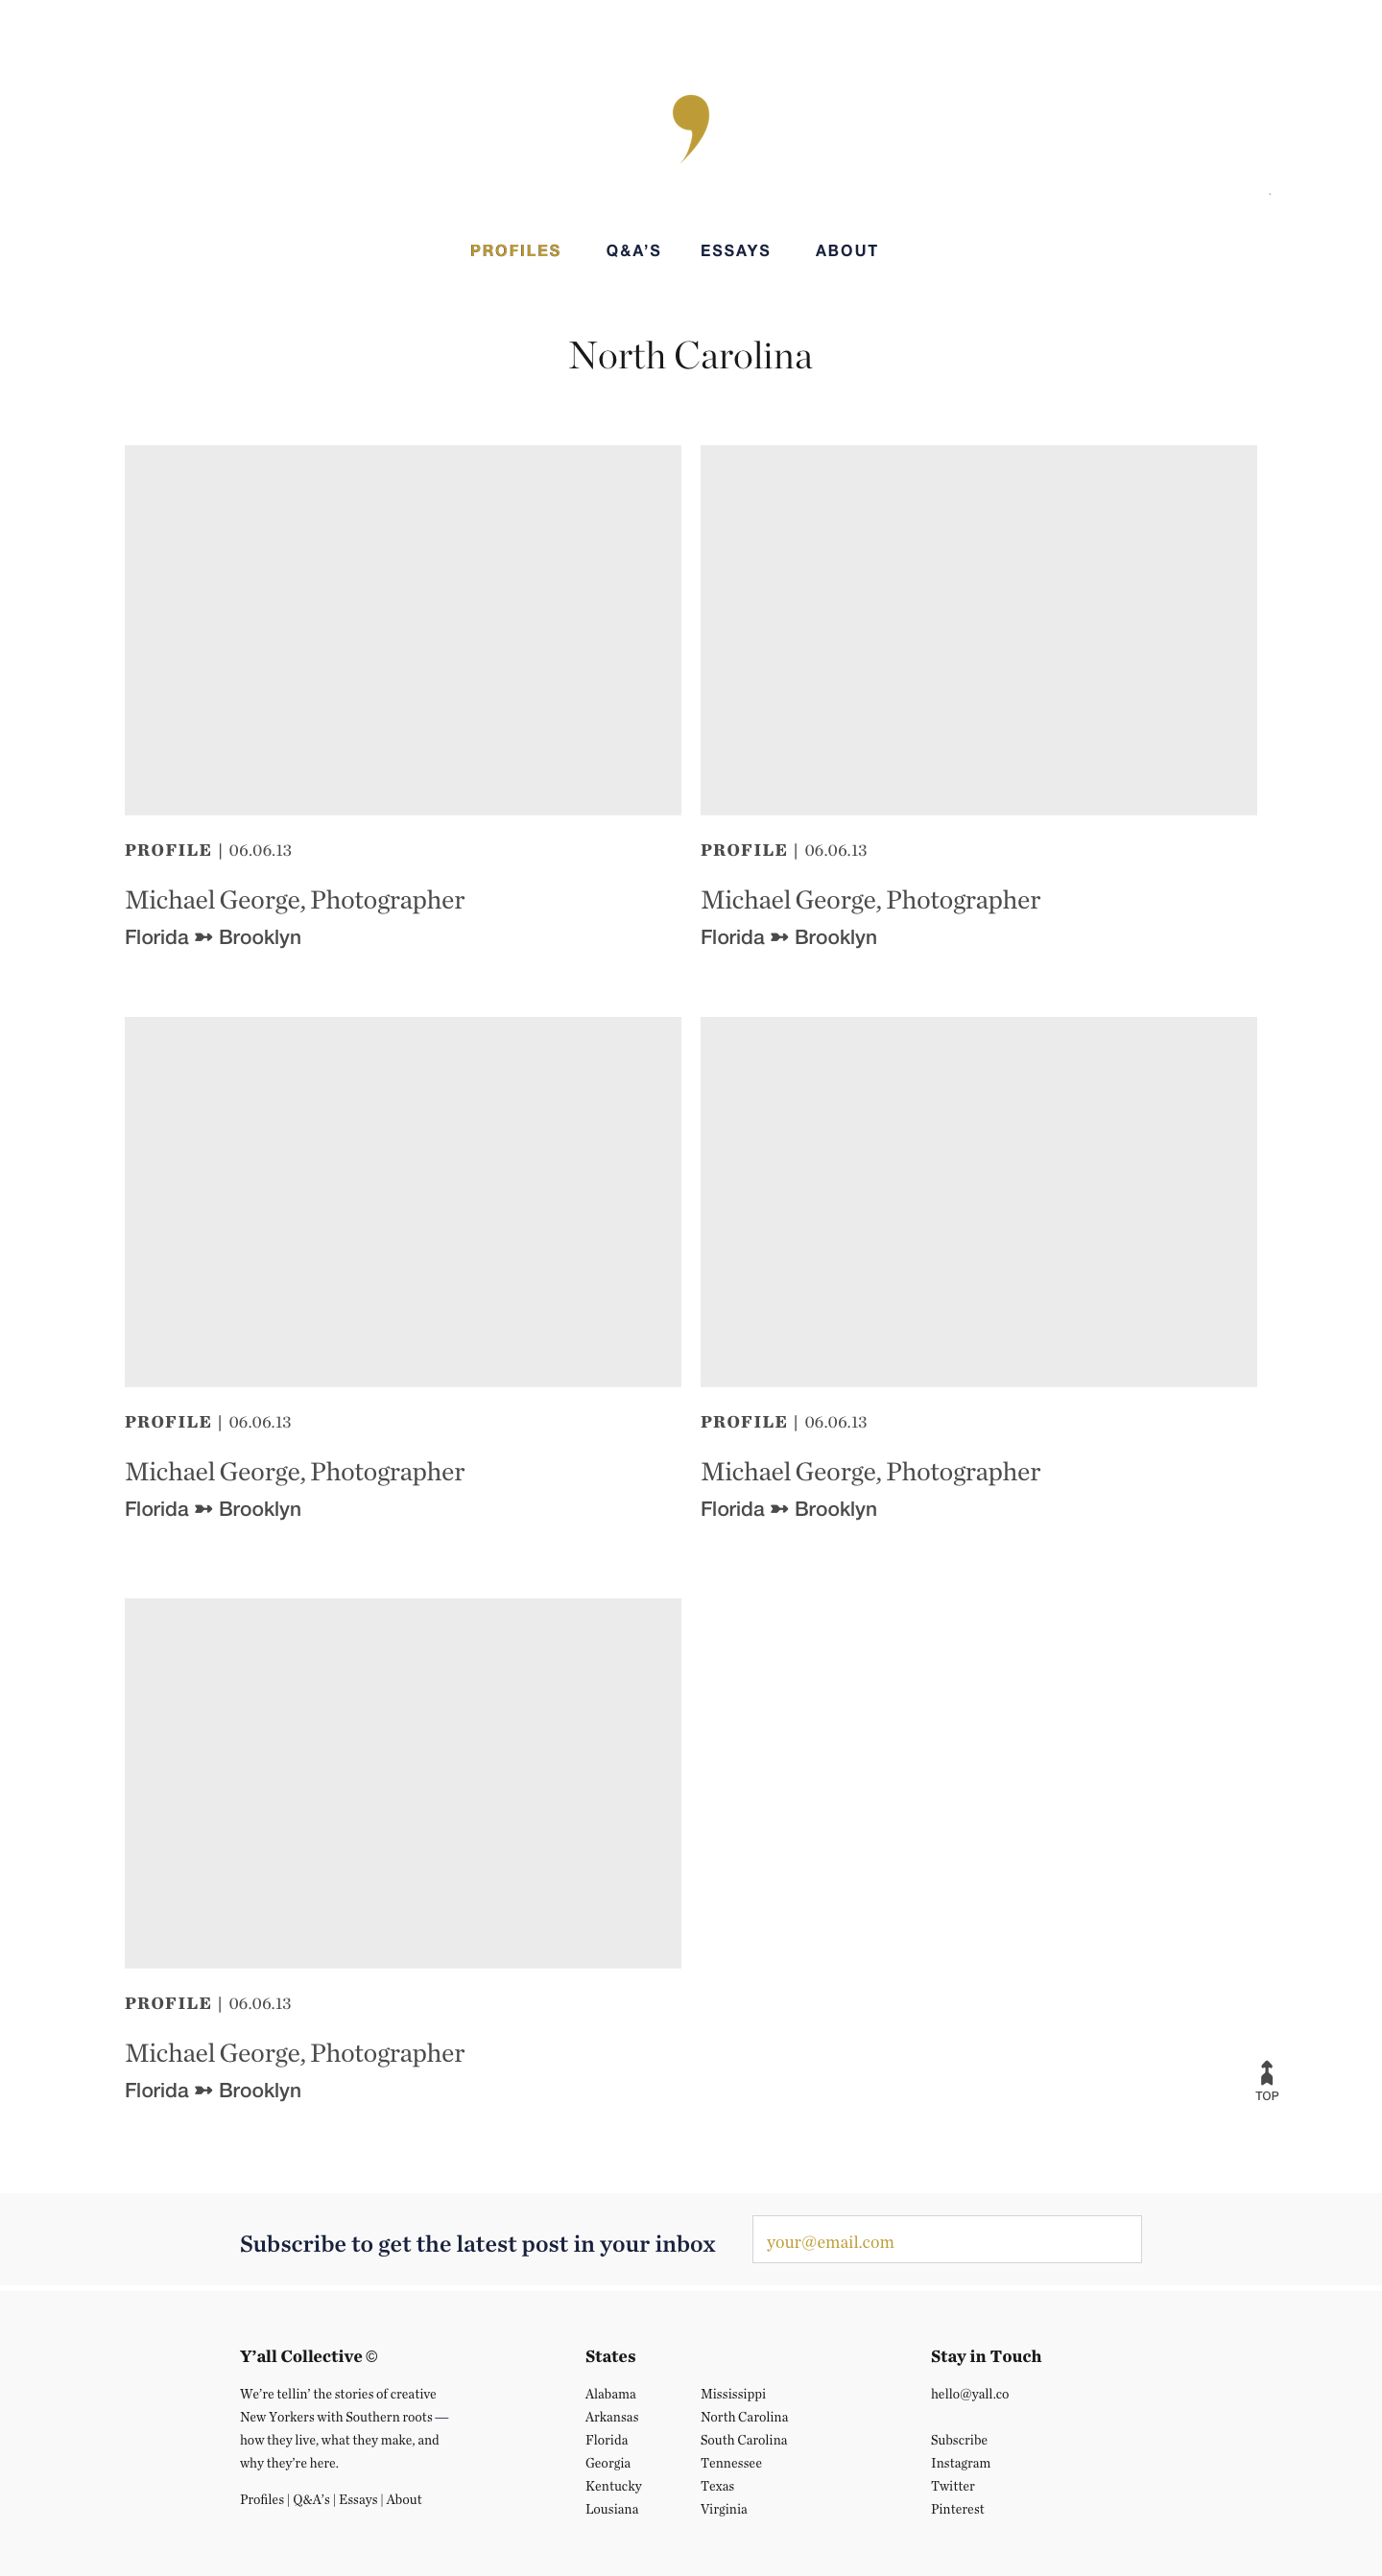 ,
PROFILES Q&A’S ESSAYS ABOUT
North Carolina
PROFILE | 06.06.13
Michael George, Photographer
Florida ➳ Brooklyn
PROFILE | 06.06.13
Michael George, Photographer
Florida ➳ Brooklyn
PROFILE | 06.06.13
Michael George, Photographer
Florida ➳ Brooklyn
PROFILE | 06.06.13
Michael George, Photographer
Florida ➳ Brooklyn
PROFILE | 06.06.13
Michael George, Photographer
Florida ➳ Brooklyn
TOP
Subscribe to get the latest post in your inbox
your@email.com
Y’all Collective ©
We’re tellin’ the stories of creative
New Yorkers with Southern roots —
how they live, what they make, and
why they’re here.
Profiles | Q&A’s | Essays | About
States
Alabama
Arkansas
Florida
Georgia
Kentucky
Lousiana
Mississippi
North Carolina
South Carolina
Tennessee
Texas
Virginia
Stay in Touch
hello@yall.co
Subscribe
Instagram
Twitter
Pinterest